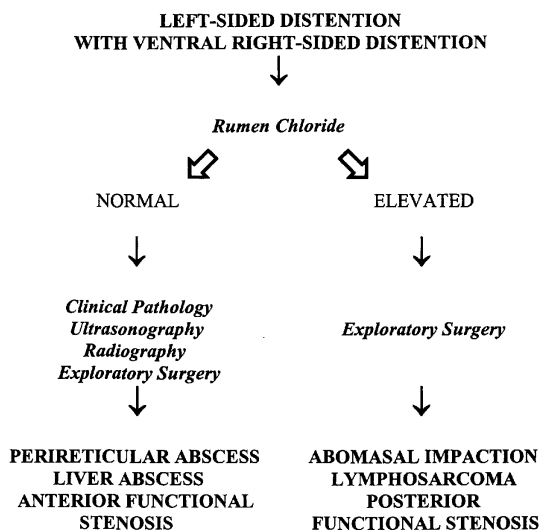 LEFT-SIDED DISTENTION
WITH VENTRAL RIGHT-SIDED DISTENTION
Rumen Chloride
NORMAL
ELEVATED
Clinical Pathology
Ultrasonography
Radiography
Exploratory Surgery
Exploratory Surgery
PERIRETICULAR ABSCESS
LIVER ABSCESS
ANTERIOR FUNCTIONAL
STENOSIS
ABOMASAL IMPACTION
LYMPHOSARCOMA
POSTERIOR
FUNCTIONAL STENOSIS